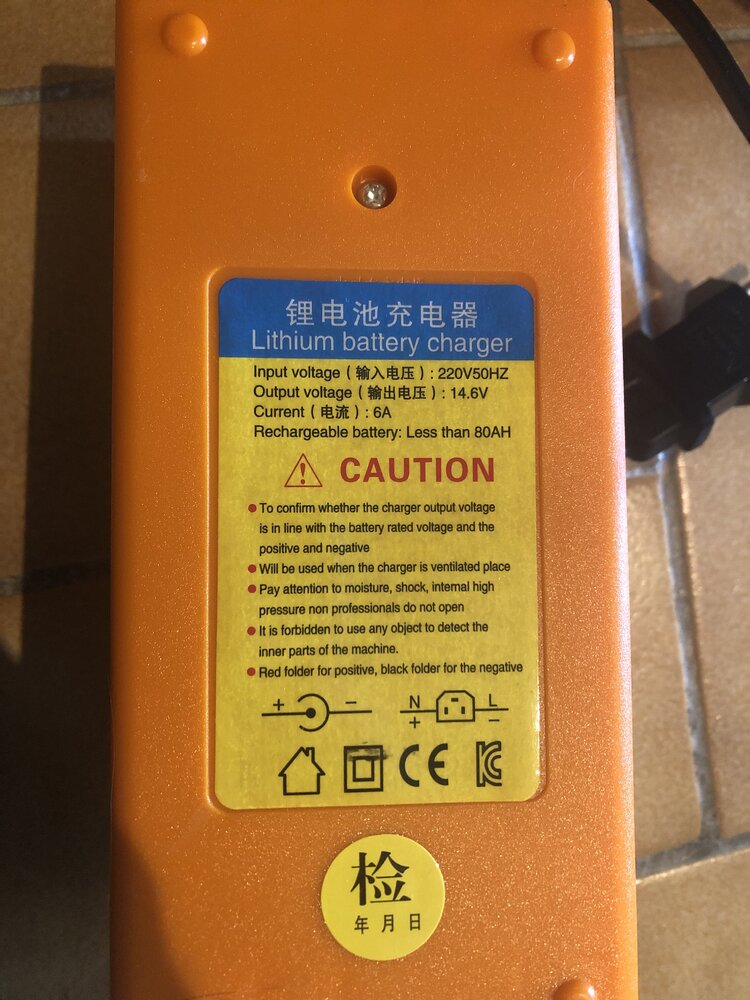 锂电池充电器
Lithium battery charger
Input voltage（输入电压）: 220V50HZ
Output voltage（输出电压）: 14.6V
Current（电流）: 6A
Rechargeable battery: Less than 80AH
CAUTION
To confirm whether the charger output voltage
is in line with the battery rated voltage and the
positive and negative
Will be used when the charger is ventilated place
Pay attention to moisture, shock, internal high
pressure non professionals do not open
It is forbidden to use any object to detect the
inner parts of the machine.
Red folder for positive, black folder for the negative
+ − N L
+ −
CE KC
检
年月日